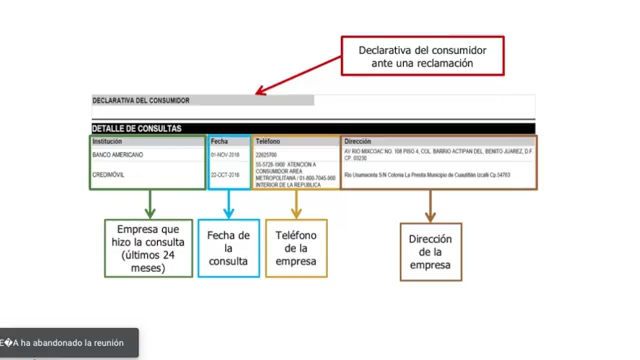 Declarativa del consumidor
ante una reclamación
DECLARATIVA DEL CONSUMIDOR
DETALLE DE CONSULTAS
Institución Fecha Teléfono Dirección
BANCO AMERICANO 01-NOV-2016 22625700 AV RIO MIXCOAC NO. 108 PISO 4, COL. BARRIO ACTIPAN DEL. BENITO JUAREZ, D.F.
CP. 03230
CREDIMÓVIL 22-OCT-2016 ATENCION A
CONSUMIDOR AREA
METROPOLITANA / 01-800-7045-900
INTERIOR DE LA REPUBLICA
Rio Usumacinta S/N Colonia La Presita Municipio de Cuautitlán Izcalli Cp.54763
Empresa que
hizo la consulta
(últimos 24
meses)
Fecha de
la
consulta
Teléfono
de la
empresa
Dirección
de la
empresa
A ha abandonado la reunión